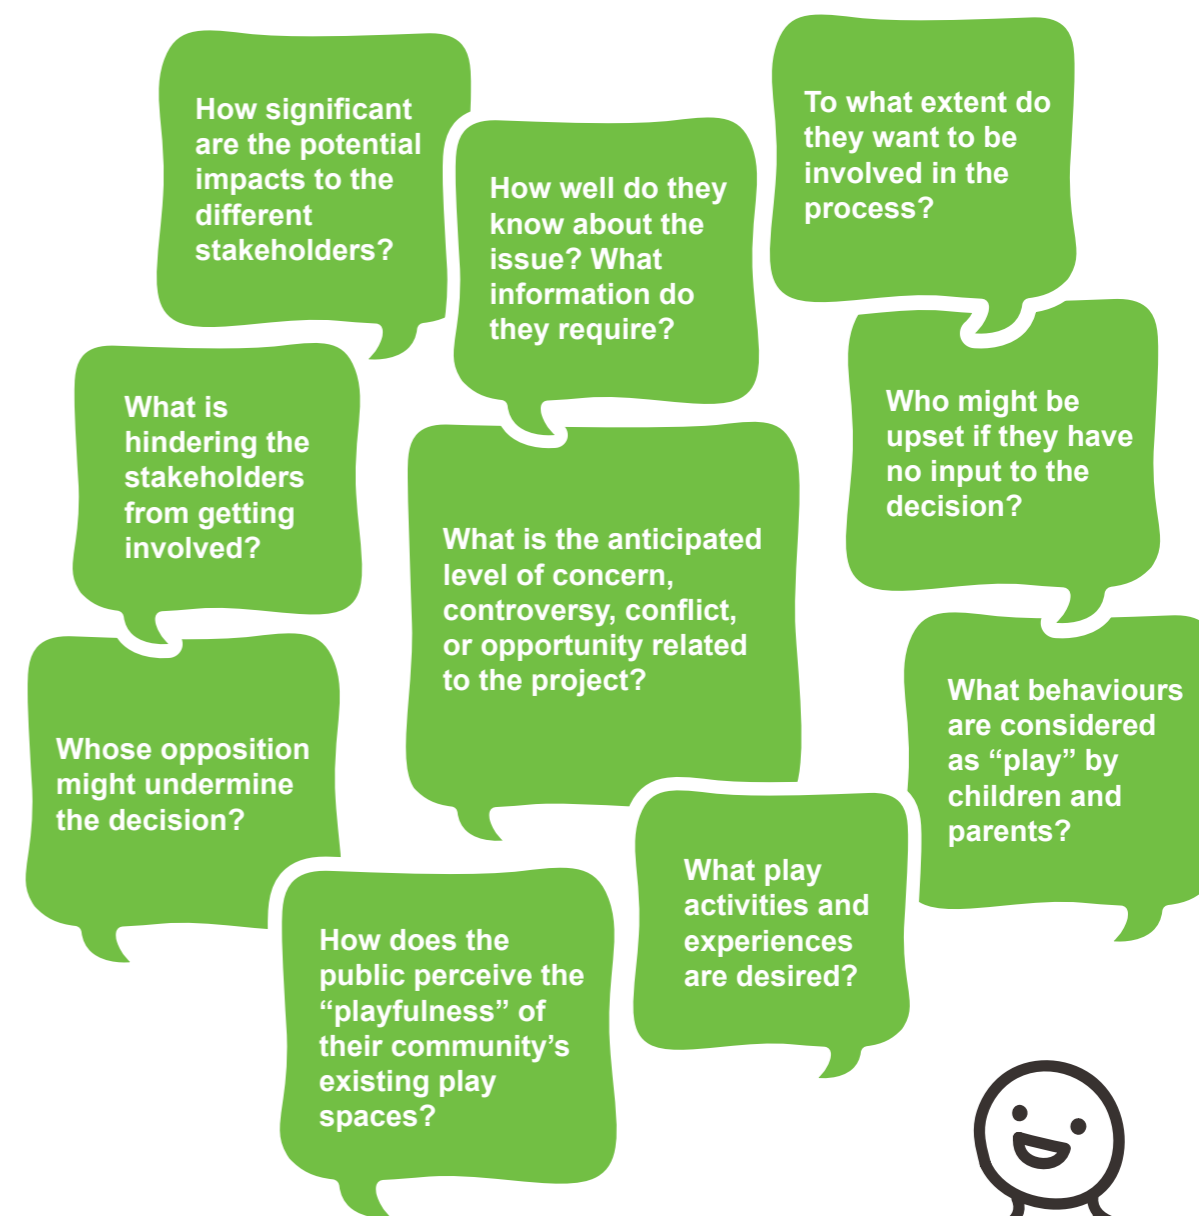 How significant
are the potential
impacts to the
different
stakeholders?
How well do they
know about the
issue? What
information do
they require?
To what extent do
they want to be
involved in the
process?
What is
hindering the
stakeholders
from getting
involved?
What is the anticipated
level of concern,
controversy, conflict,
or opportunity related
to the project?
Who might be
upset if they have
no input to the
decision?
Whose opposition
might undermine
the decision?
What behaviours
are considered
as “play” by
children and
parents?
How does the
public perceive the
“playfulness” of
their community’s
existing play
spaces?
What play
activities and
experiences
are desired?